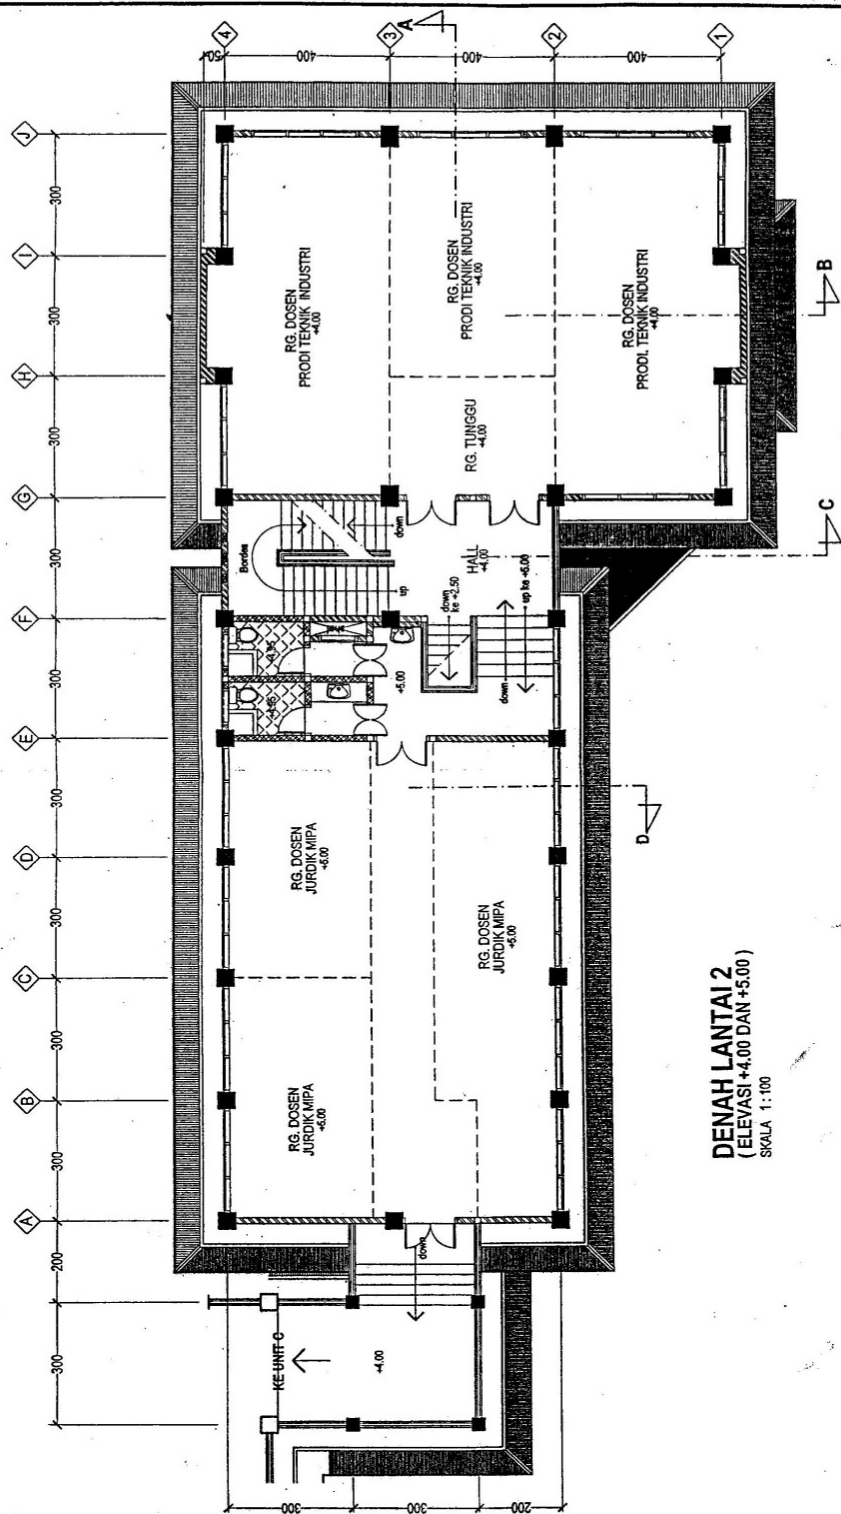 A
4
3
2
1
50
400
400
400
J
I
H
G
F
E
D
C
B
A
300
300
300
300
300
300
300
300
300
200
300
RG. DOSEN
PRODI TEKNIK INDUSTRI
+4.00
RG. DOSEN
PRODI TEKNIK INDUSTRI
+4.00
RG. DOSEN
PRODI. TEKNIK INDUSTRI
+4.00
RG. TUNGGU
+4.00
B
C
D
Bordes
down
up
HALL
+4.00
down
ke +2.50
up ke +5.00
down
+5.00
RG. DOSEN
JURDIK MIPA
+5.00
RG. DOSEN
JURDIK MIPA
+5.00
RG. DOSEN
JURDIK MIPA
+5.00
down
KE UNIT C
+4.00
300
300
200
DENAH LANTAI 2
( ELEVASI +4.00 DAN +5.00 )
SKALA 1 : 100